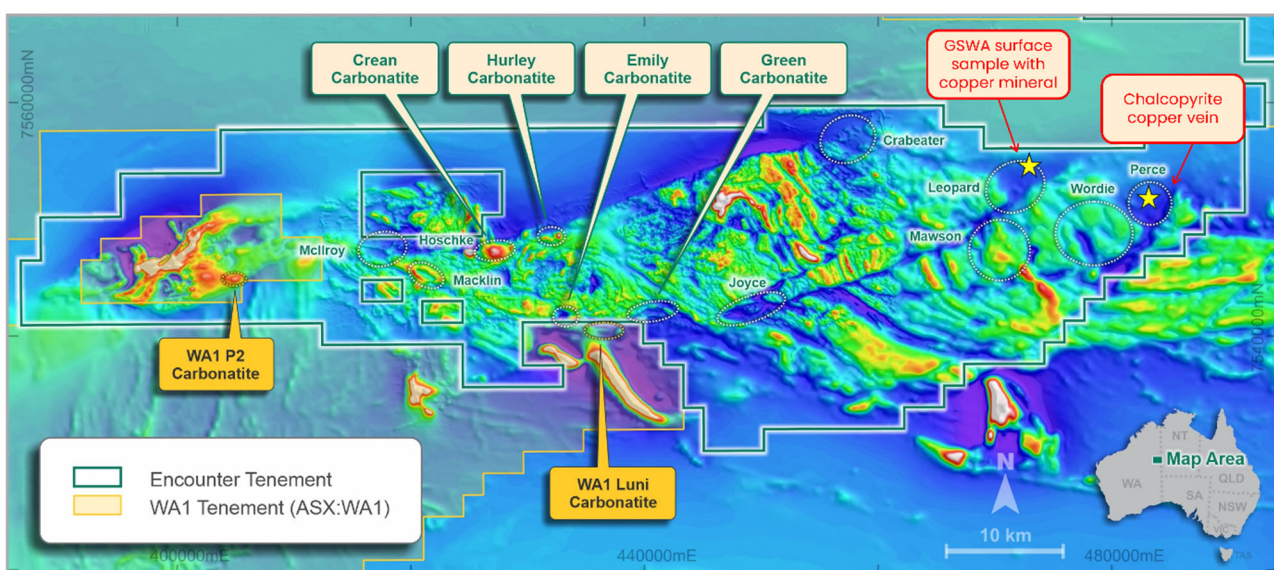 7560000mN
Crean
Carbonatite
Hurley
Carbonatite
Emily
Carbonatite
Green
Carbonatite
GSWA surface
sample with
copper mineral
Chalcopyrite
copper vein
Crabeater
Leopard
Wordie
Perce
Mawson
McIlroy
Hoschke
Macklin
Joyce
WA1 P2
Carbonatite
WA1 Luni
Carbonatite
7540000mN
Encounter Tenement
WA1 Tenement (ASX:WA1)
N
10 km
400000mE
440000mE
480000mE
Map Area
NT
WA
QLD
SA
NSW
VIC
TAS